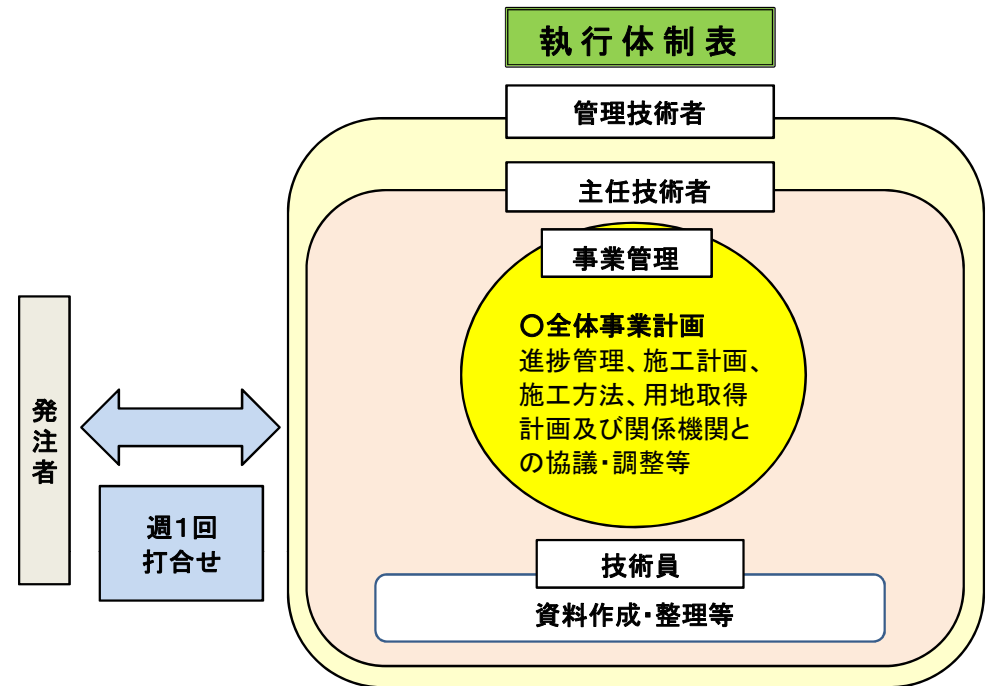 執行体制表
管理技術者
主任技術者
事業管理
〇全体事業計画
進捗管理、施工計画、
施工方法、用地取得
計画及び関係機関と
の協議・調整等
発注者
週1回
打合せ
技術員
資料作成・整理等